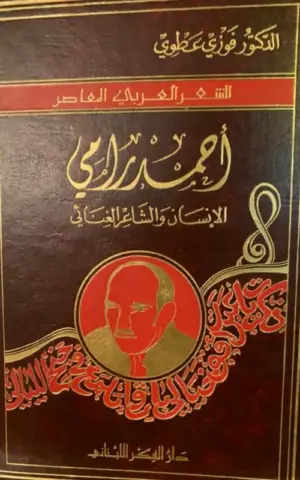 الدكتور فوزي عطوي
الشعر العربي المعاصر
أحمد رامي
الإنسان والشاعر الغنائي
دار الفكر اللبناني